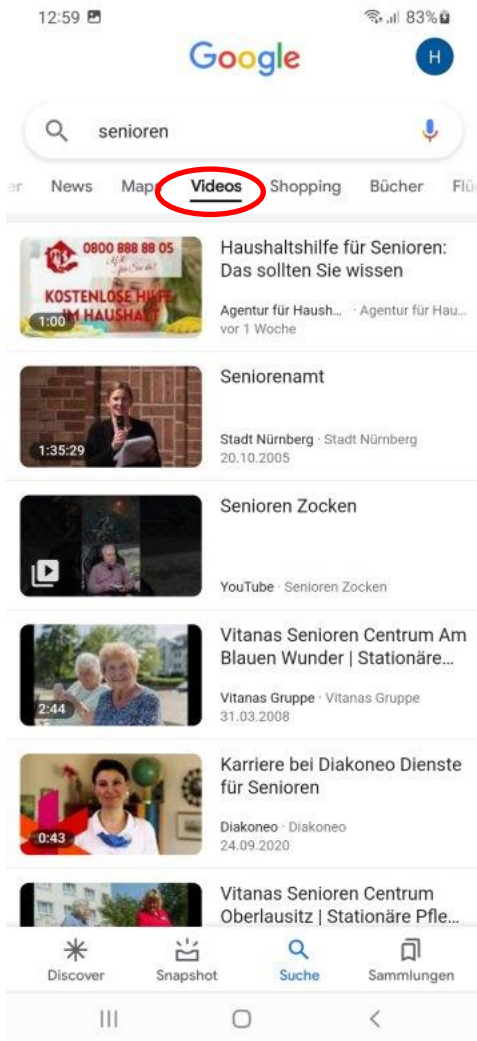 12:59
83%
Google
H
senioren
er News Maps Videos Shopping Bücher Flü
0800 888 88 05
KOSTENLOSE HILFE
IM HAUSHALT
1:00
Haushaltshilfe für Senioren:
Das sollten Sie wissen
Agentur für Haush... · Agentur für Hau...
vor 1 Woche
1:35:29
Seniorenamt
Stadt Nürnberg · Stadt Nürnberg
20.10.2005
Senioren Zocken
YouTube · Senioren Zocken
2:44
Vitanas Senioren Centrum Am
Blauen Wunder | Stationäre...
Vitanas Gruppe · Vitanas Gruppe
31.03.2008
0:43
Karriere bei Diakoneo Dienste
für Senioren
Diakoneo · Diakoneo
24.09.2020
Vitanas Senioren Centrum
Oberlausitz | Stationäre Pfle...
Discover Snapshot Suche Sammlungen